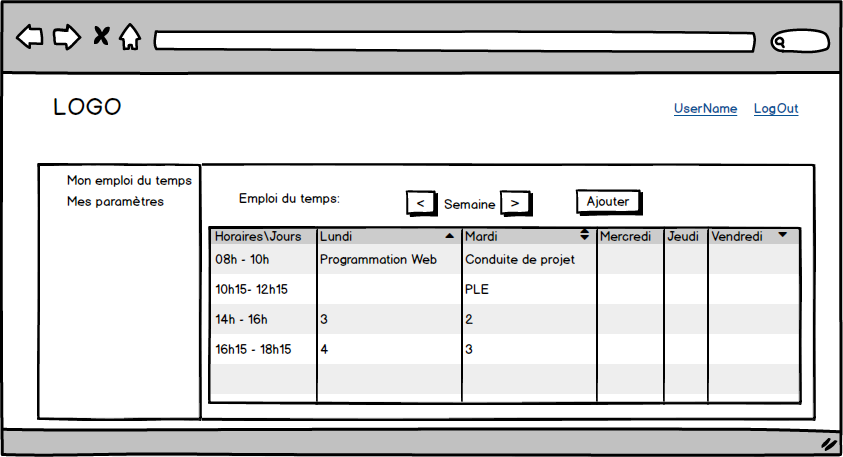 LOGO
UserName LogOut
Mon emploi du temps
Mes paramètres
Emploi du temps: < Semaine > Ajouter
Horaires\Jours Lundi Mardi Mercredi Jeudi Vendredi
08h - 10h Programmation Web Conduite de projet
10h15- 12h15 PLE
14h - 16h 3 2
16h15 - 18h15 4 3